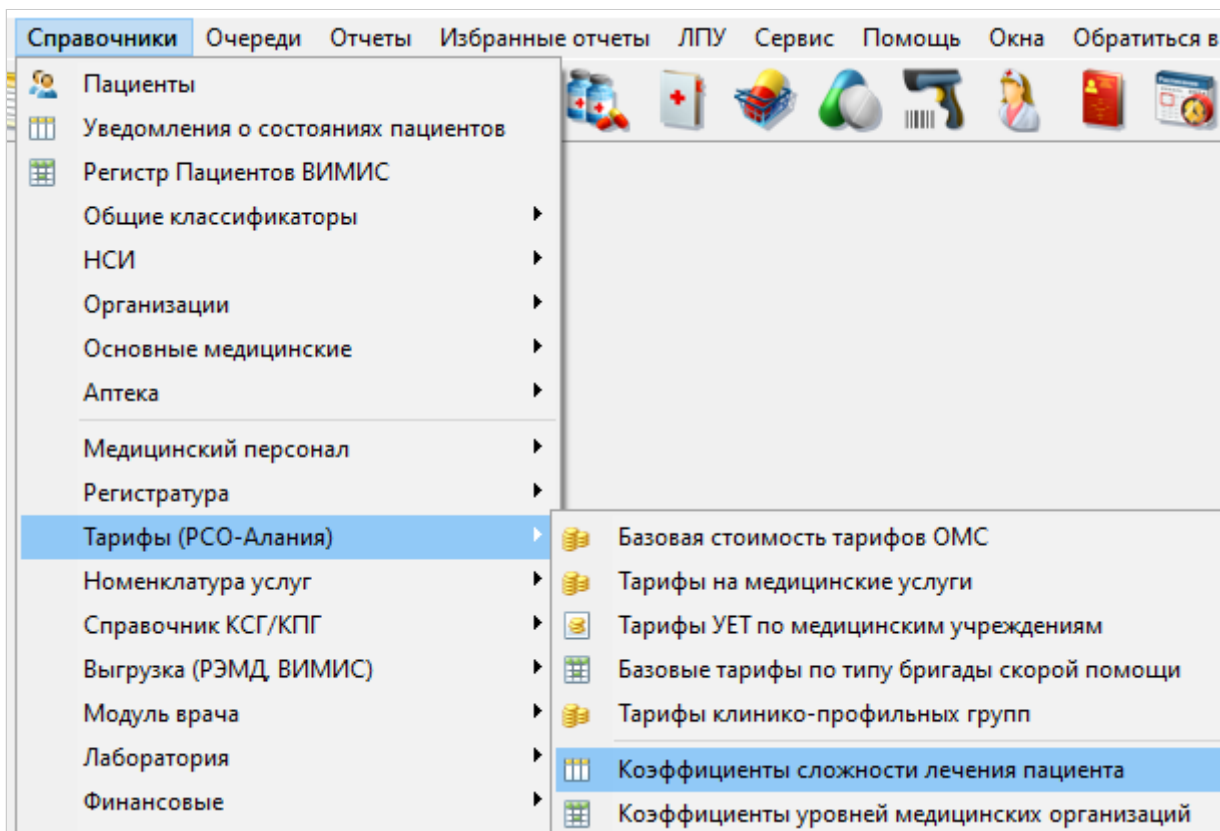 Справочники Очереди Отчеты Избранные отчеты ЛПУ Сервис Помощь Окна Обратиться в
Пациенты
Уведомления о состояниях пациентов
Регистр Пациентов ВИМИС
Общие классификаторы
НСИ
Организации
Основные медицинские
Аптека
Медицинский персонал
Регистратура
Тарифы (РСО-Алания)
Номенклатура услуг
Справочник КСГ/КПГ
Выгрузка (РЭМД, ВИМИС)
Модуль врача
Лаборатория
Финансовые
Базовая стоимость тарифов ОМС
Тарифы на медицинские услуги
Тарифы УЕТ по медицинским учреждениям
Базовые тарифы по типу бригады скорой помощи
Тарифы клинико-профильных групп
Коэффициенты сложности лечения пациента
Коэффициенты уровней медицинских организаций